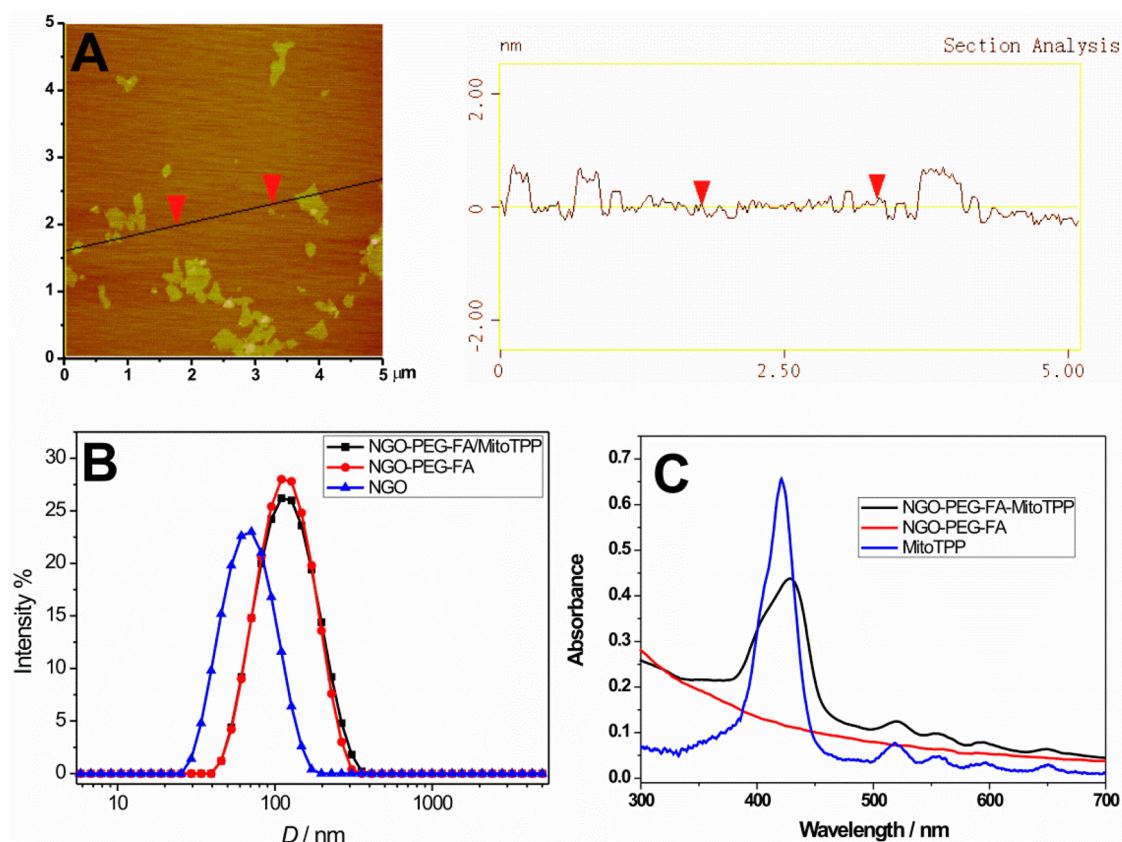 A
5
4
3
2
1
0
0 1 2 3 4 5 μm
nm
Section Analysis
2.00
0
-2.00
0 2.50 5.00
B
NGO-PEG-FA/MitoTPP
NGO-PEG-FA
NGO
30
25
20
15
10
5
0
Intensity %
10 100 1000
D / nm
C
NGO-PEG-FA-MitoTPP
NGO-PEG-FA
MitoTPP
0.7
0.6
0.5
0.4
0.3
0.2
0.1
0.0
Absorbance
300 400 500 600 700
Wavelength / nm